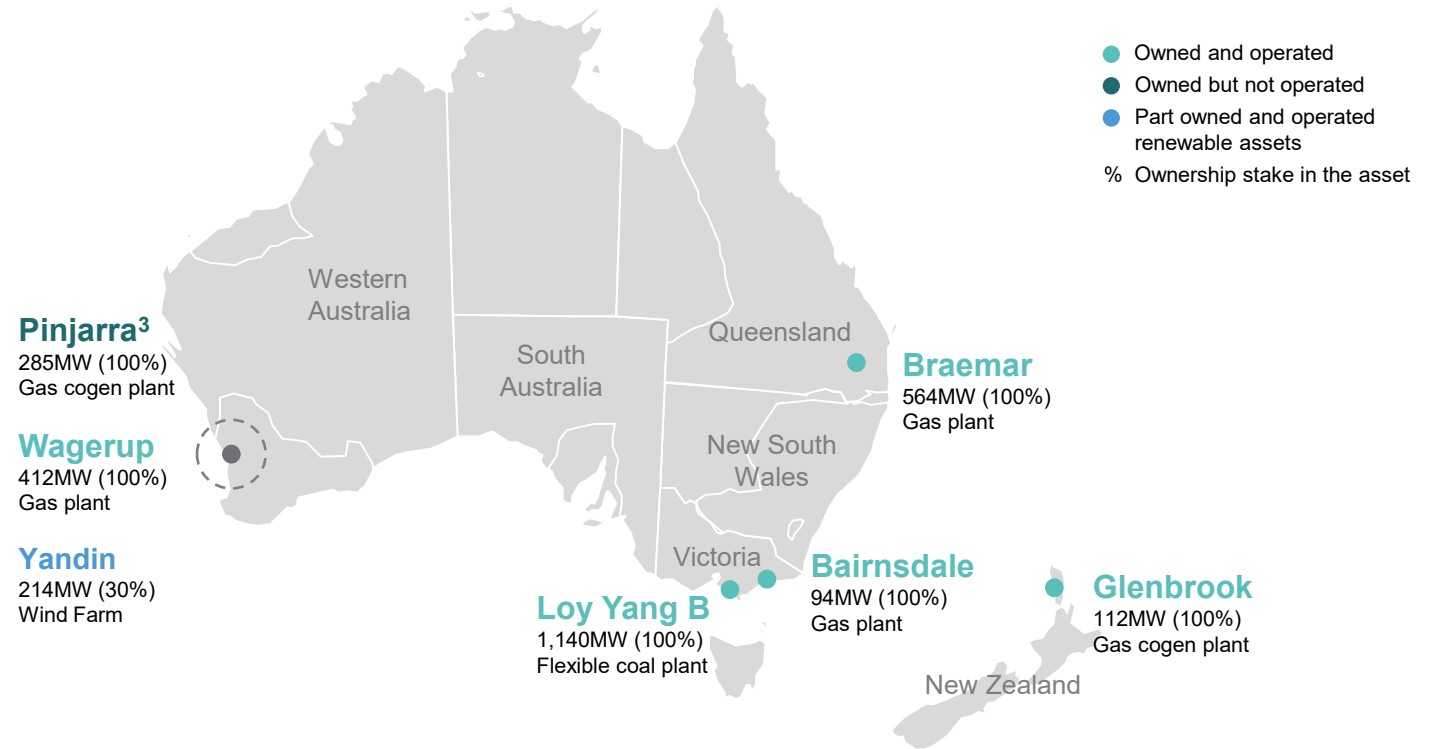 Owned and operated
Owned but not operated
Part owned and operated
renewable assets
% Ownership stake in the asset
Western
Australia
South
Australia
Queensland
New South
Wales
Victoria
New Zealand
Pinjarra³
285MW (100%)
Gas cogen plant
Wagerup
412MW (100%)
Gas plant
Yandin
214MW (30%)
Wind Farm
Braemar
564MW (100%)
Gas plant
Loy Yang B
1,140MW (100%)
Flexible coal plant
Bairnsdale
94MW (100%)
Gas plant
Glenbrook
112MW (100%)
Gas cogen plant